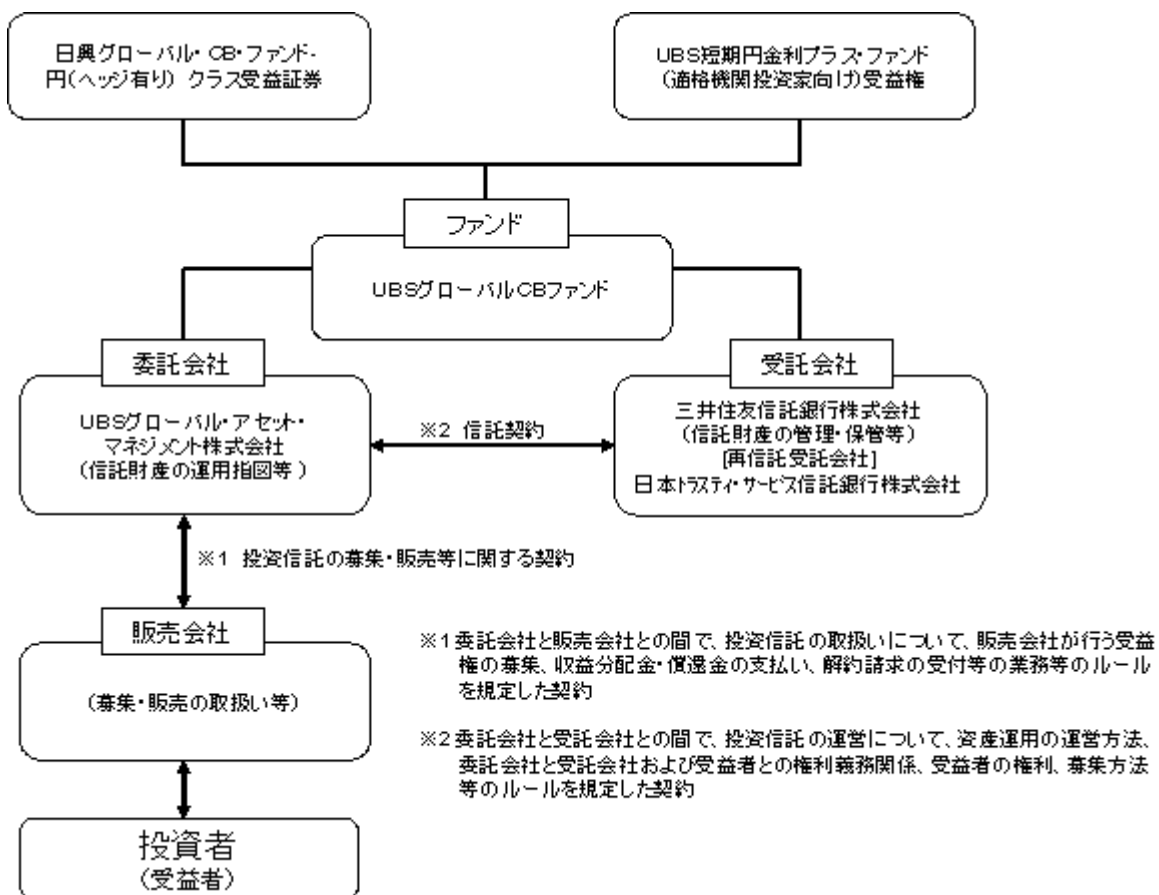 日興グローバル・CB・ファンド-
円(ヘッジ有り) クラス受益証券
UBS短期円金利プラス・ファンド
(適格機関投資家向け)受益権
ファンド
UBSグローバルCBファンド
委託会社
UBSグローバル・アセット・
マネジメント株式会社
(信託財産の運用指図等)
※2 信託契約
受託会社
三井住友信託銀行株式会社
(信託財産の管理・保管等)
[再信託受託会社]
日本トラスティ・サービス信託銀行株式会社
※1 投資信託の募集・販売等に関する契約
販売会社
(募集・販売の取扱い等)
※1委託会社と販売会社との間で、投資信託の取扱いについて、販売会社が行う受益
権の募集、収益分配金・償還金の支払い、解約請求の受付等の業務等のルール
を規定した契約
※2委託会社と受託会社との間で、投資信託の運営について、資産運用の運営方法、
委託会社と受託会社および受益者との権利義務関係、受益者の権利、募集方法
等のルールを規定した契約
投資者
(受益者)